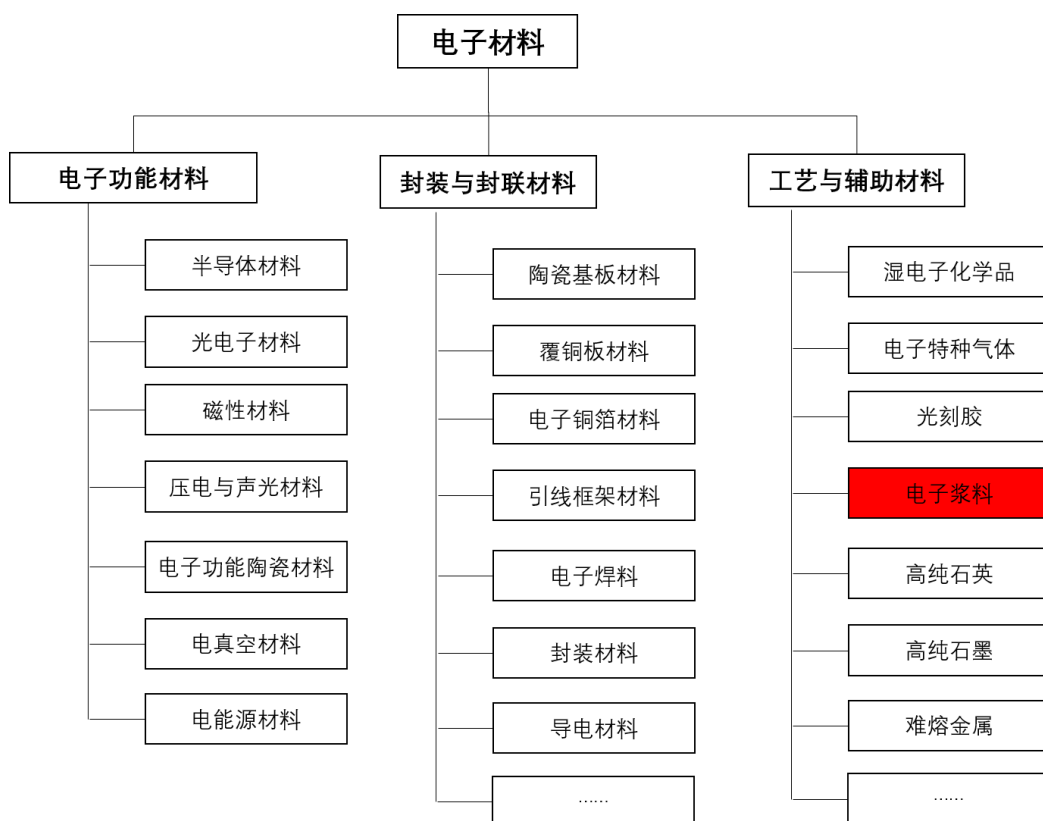 电子材料
电子功能材料
半导体材料
光电子材料
磁性材料
压电与声光材料
电子功能陶瓷材料
电真空材料
电能源材料
封装与封联材料
陶瓷基板材料
覆铜板材料
电子铜箔材料
引线框架材料
电子焊料
封装材料
导电材料
……
工艺与辅助材料
湿电子化学品
电子特种气体
光刻胶
电子浆料
高纯石英
高纯石墨
难熔金属
……